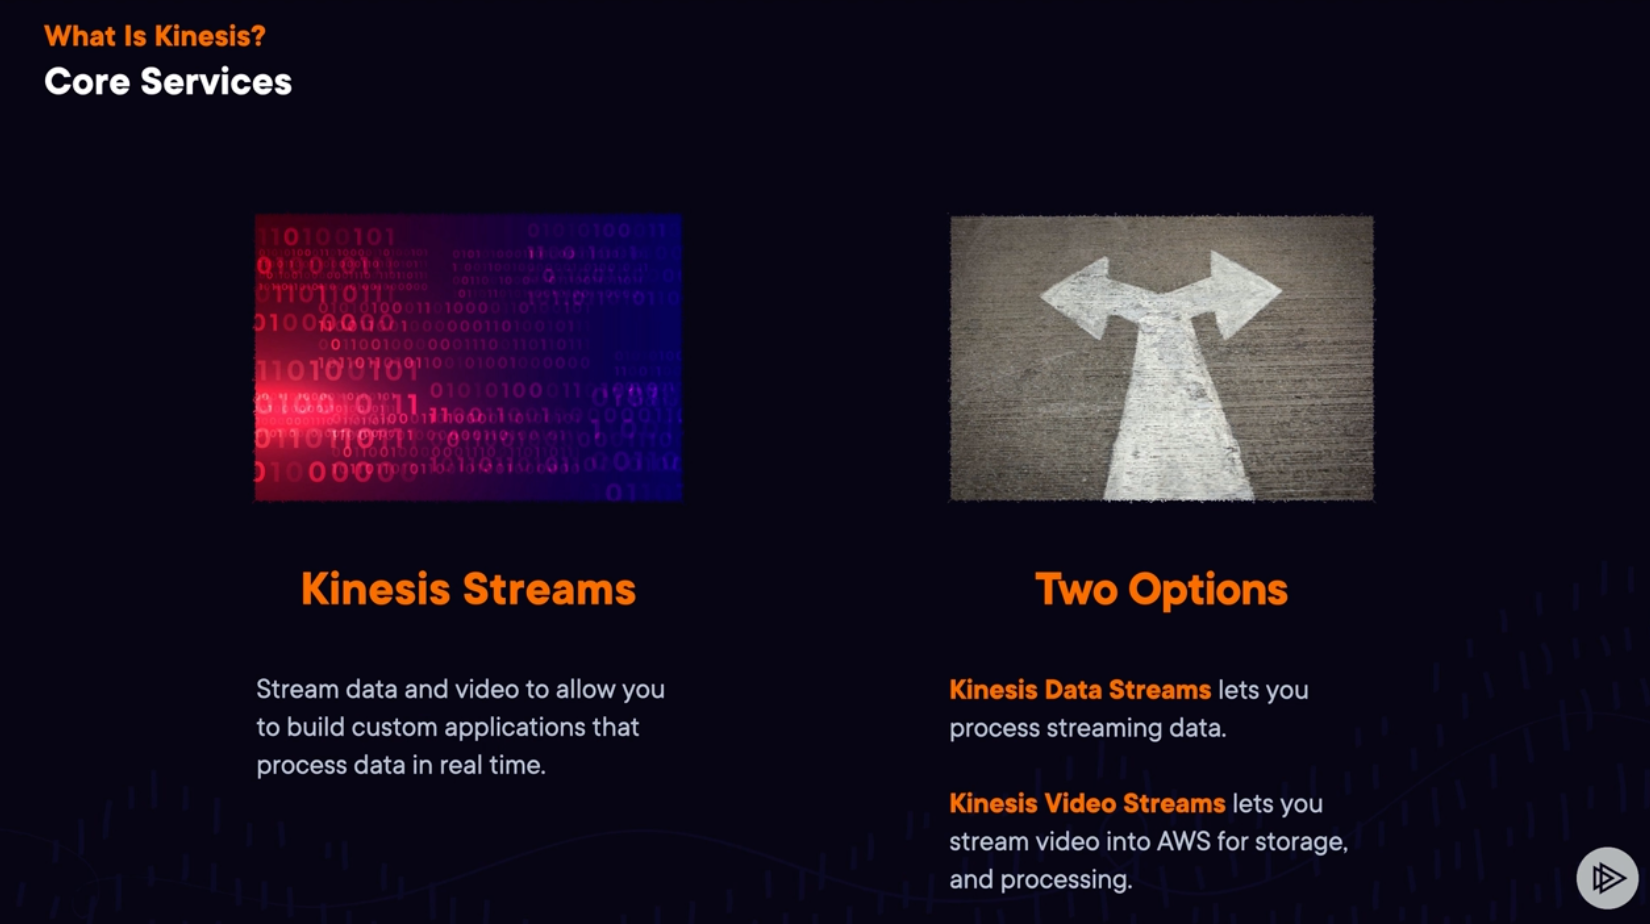 What Is Kinesis?
Core Services
Kinesis Streams
Stream data and video to allow you
to build custom applications that
process data in real time.
Two Options
Kinesis Data Streams lets you
process streaming data.
Kinesis Video Streams lets you
stream video into AWS for storage,
and processing.